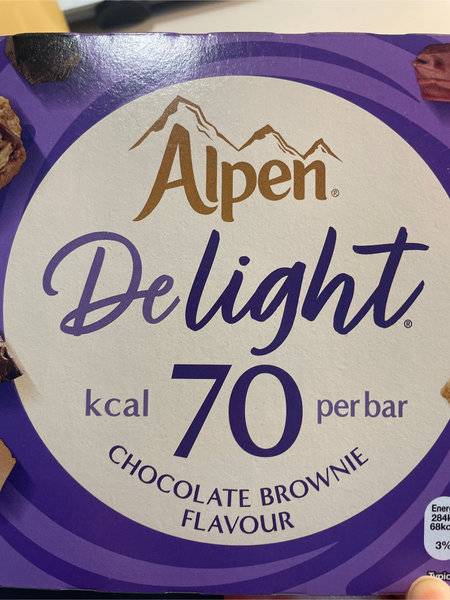 Alpen®
Delight®
kcal 70 per bar
CHOCOLATE BROWNIE
FLAVOUR
3%